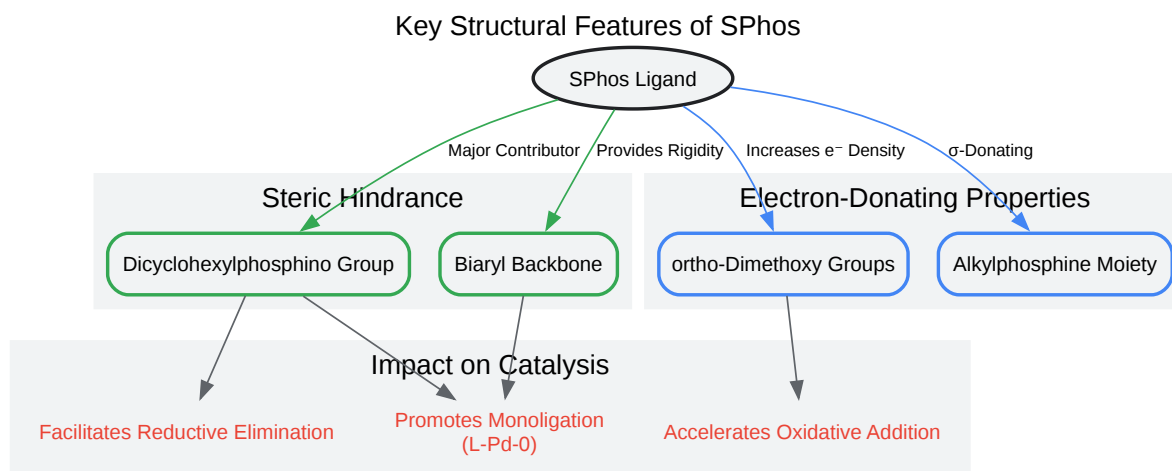 Key Structural Features of SPhos
SPhos Ligand
Major Contributor
Provides Rigidity
Increases e⁻ Density
σ-Donating
Steric Hindrance
Electron-Donating Properties
Dicyclohexylphosphino Group
Biaryl Backbone
ortho-Dimethoxy Groups
Alkylphosphine Moiety
Impact on Catalysis
Facilitates Reductive Elimination
Promotes Monoligation
(L-Pd-0)
Accelerates Oxidative Addition